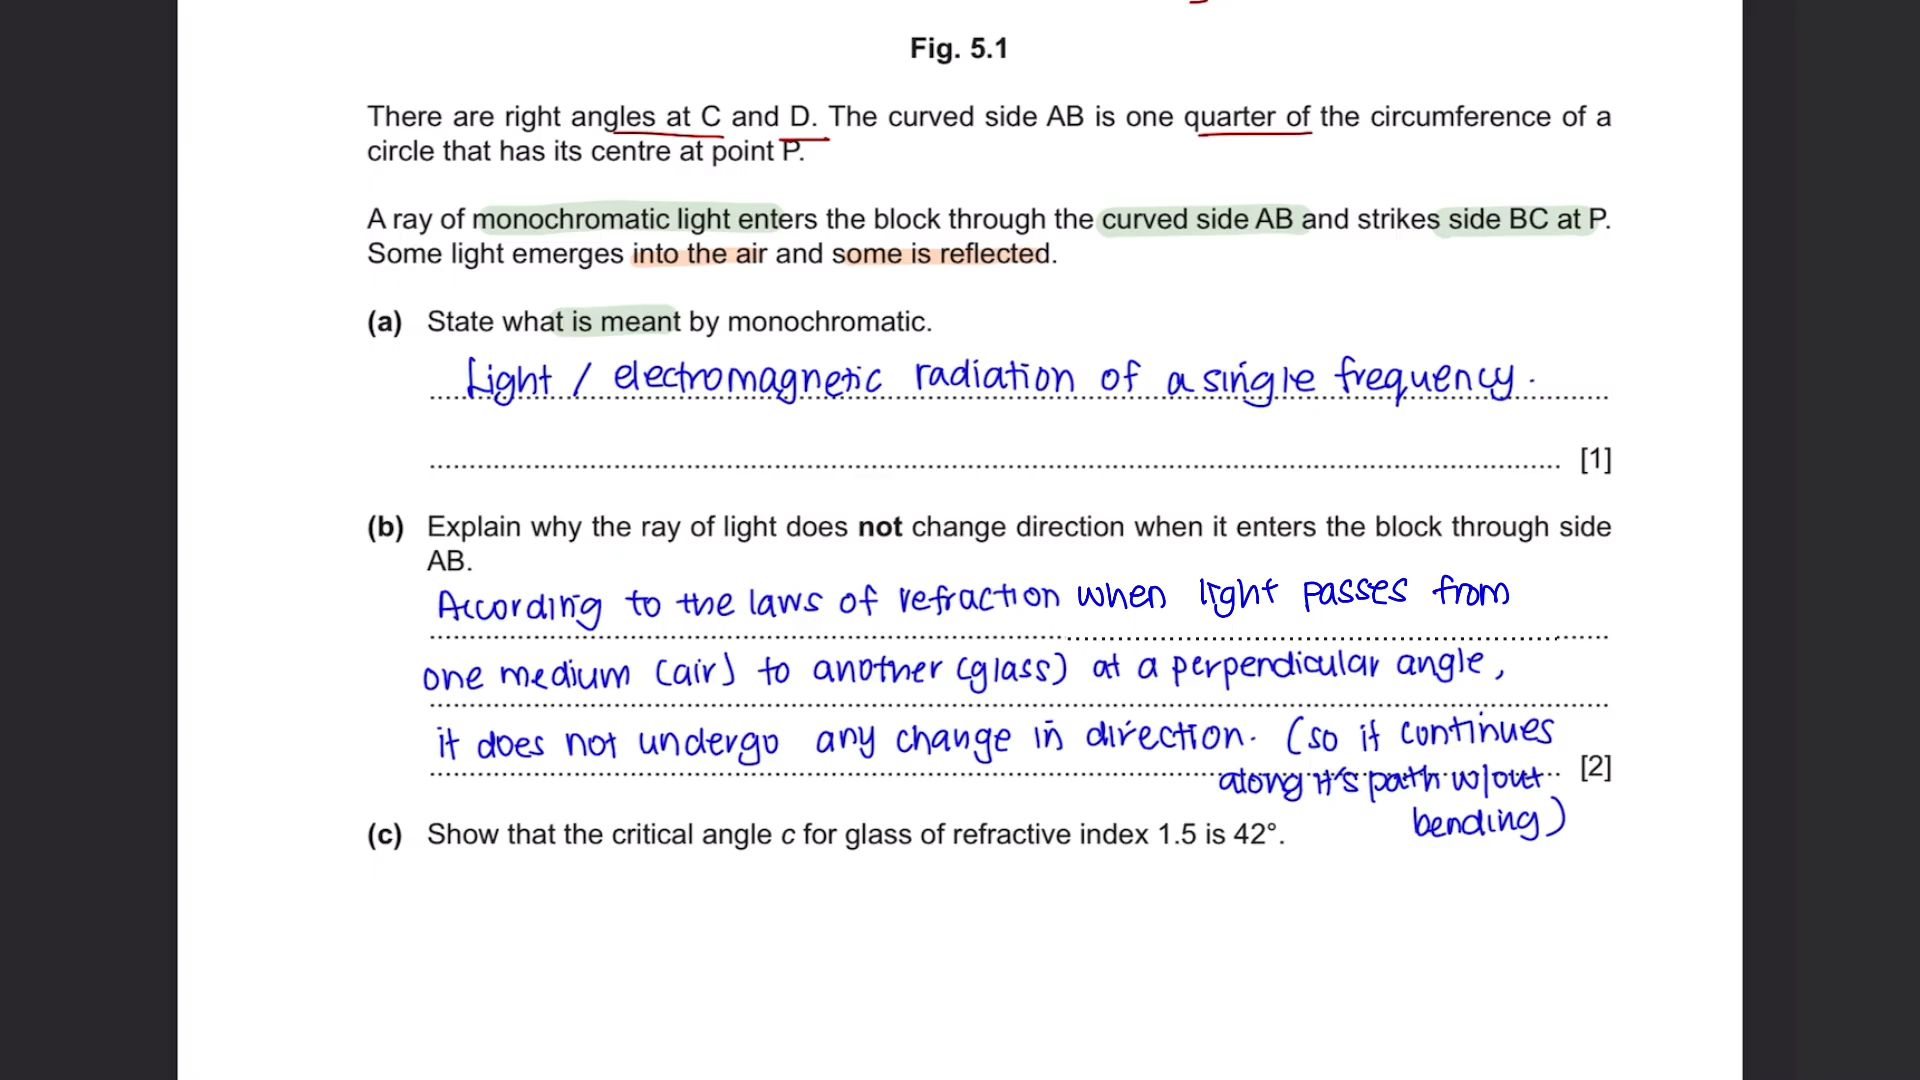 Fig. 5.1
There are right angles at C and D. The curved side AB is one quarter of the circumference of a
circle that has its centre at point P.
A ray of monochromatic light enters the block through the curved side AB and strikes side BC at P.
Some light emerges into the air and some is reflected.
(a) State what is meant by monochromatic.
Light / electromagnetic radiation of a single frequency.
[1]
(b) Explain why the ray of light does not change direction when it enters the block through side
AB.
According to the laws of refraction when light passes from
one medium (air) to another (glass) at a perpendicular angle,
it does not undergo any change in direction. (so it continues
along it's path w/out [2]
bending)
(c) Show that the critical angle c for glass of refractive index 1.5 is 42°.